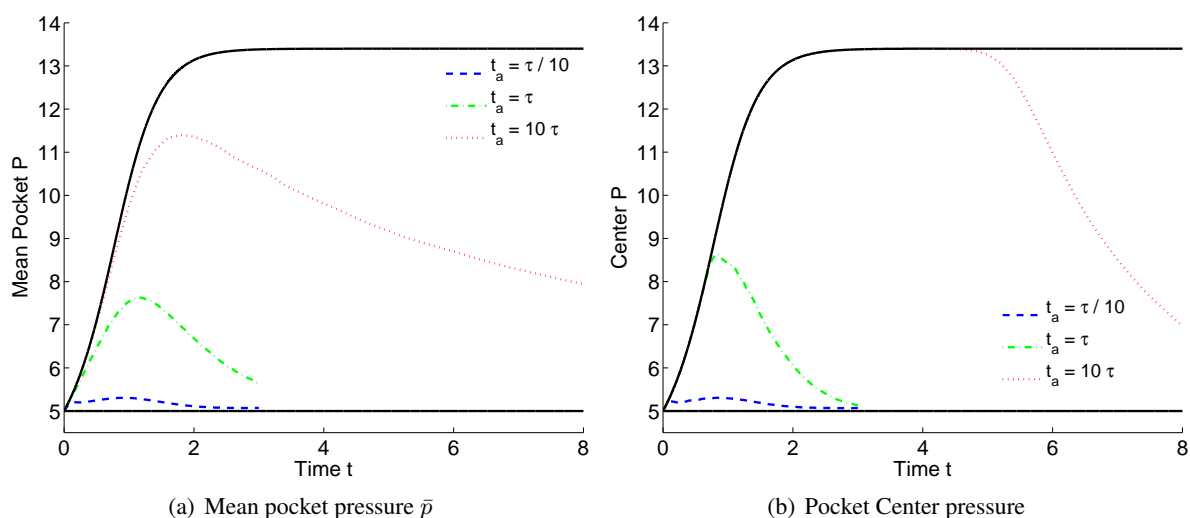 14
13
12
11
10
9
8
7
6
5
4
Mean Pocket P
0 2 4 6 8
Time t
t_a = τ / 10
t_a = τ
t_a = 10 τ
(a) Mean pocket pressure p̄
14
13
12
11
10
9
8
7
6
5
4
Center P
0 2 4 6 8
Time t
t_a = τ / 10
t_a = τ
t_a = 10 τ
(b) Pocket Center pressure